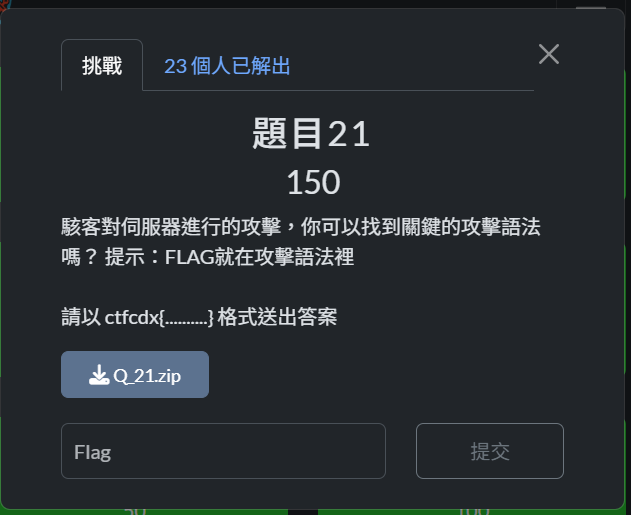 挑戰
23 個人已解出
題目21
150
駭客對伺服器進行的攻擊，你可以找到關鍵的攻擊語法
嗎？ 提示：FLAG就在攻擊語法裡
請以 ctfcdx{..........} 格式送出答案
Q_21.zip
Flag
提交
50
100